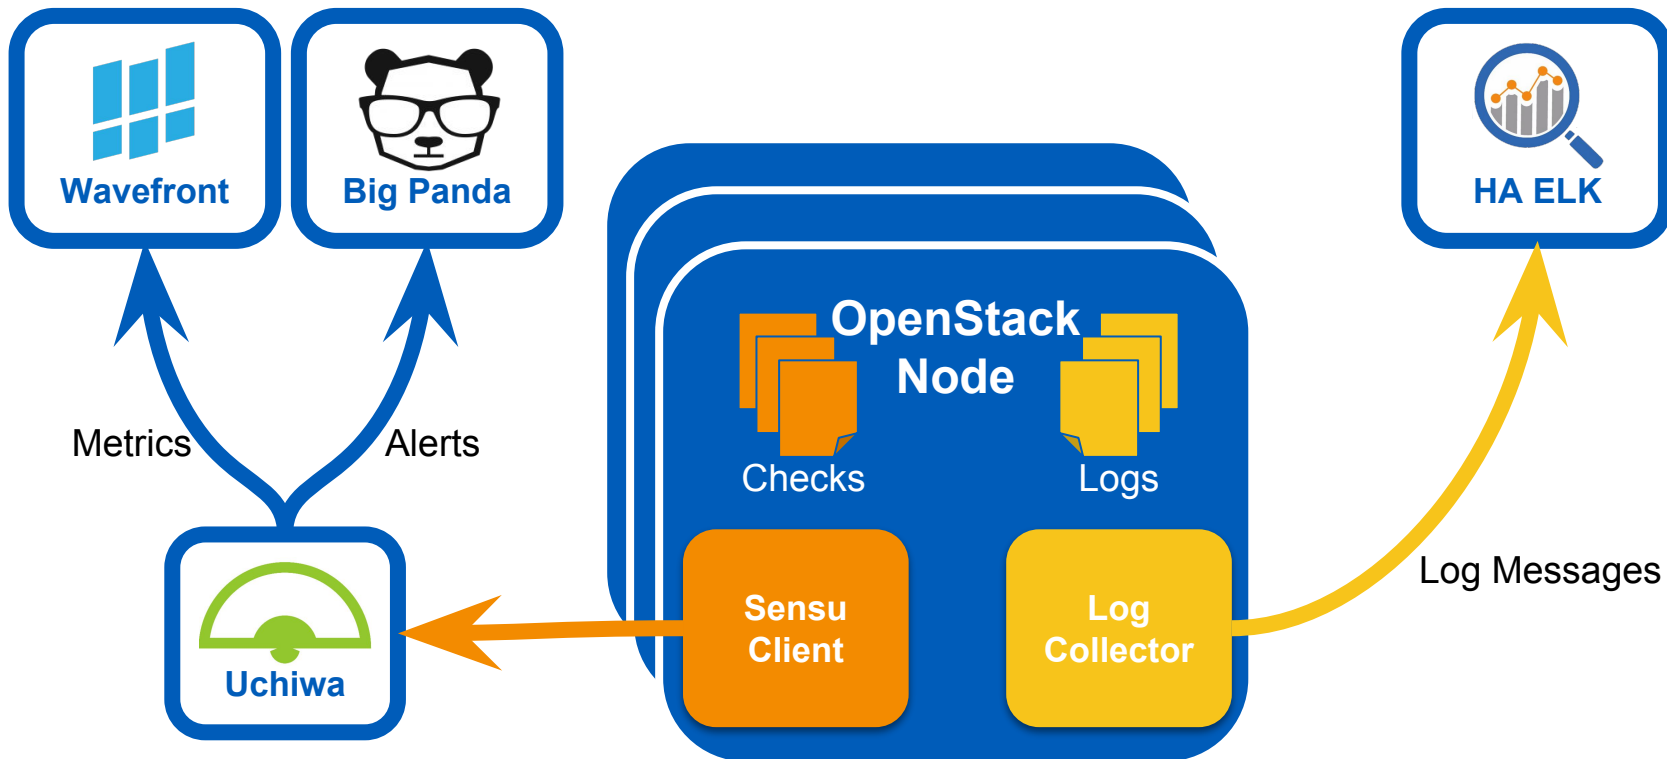 Wavefront
Big Panda
HA ELK
OpenStack
Node
Checks
Logs
Metrics
Alerts
Log Messages
Sensu
Client
Log
Collector
Uchiwa